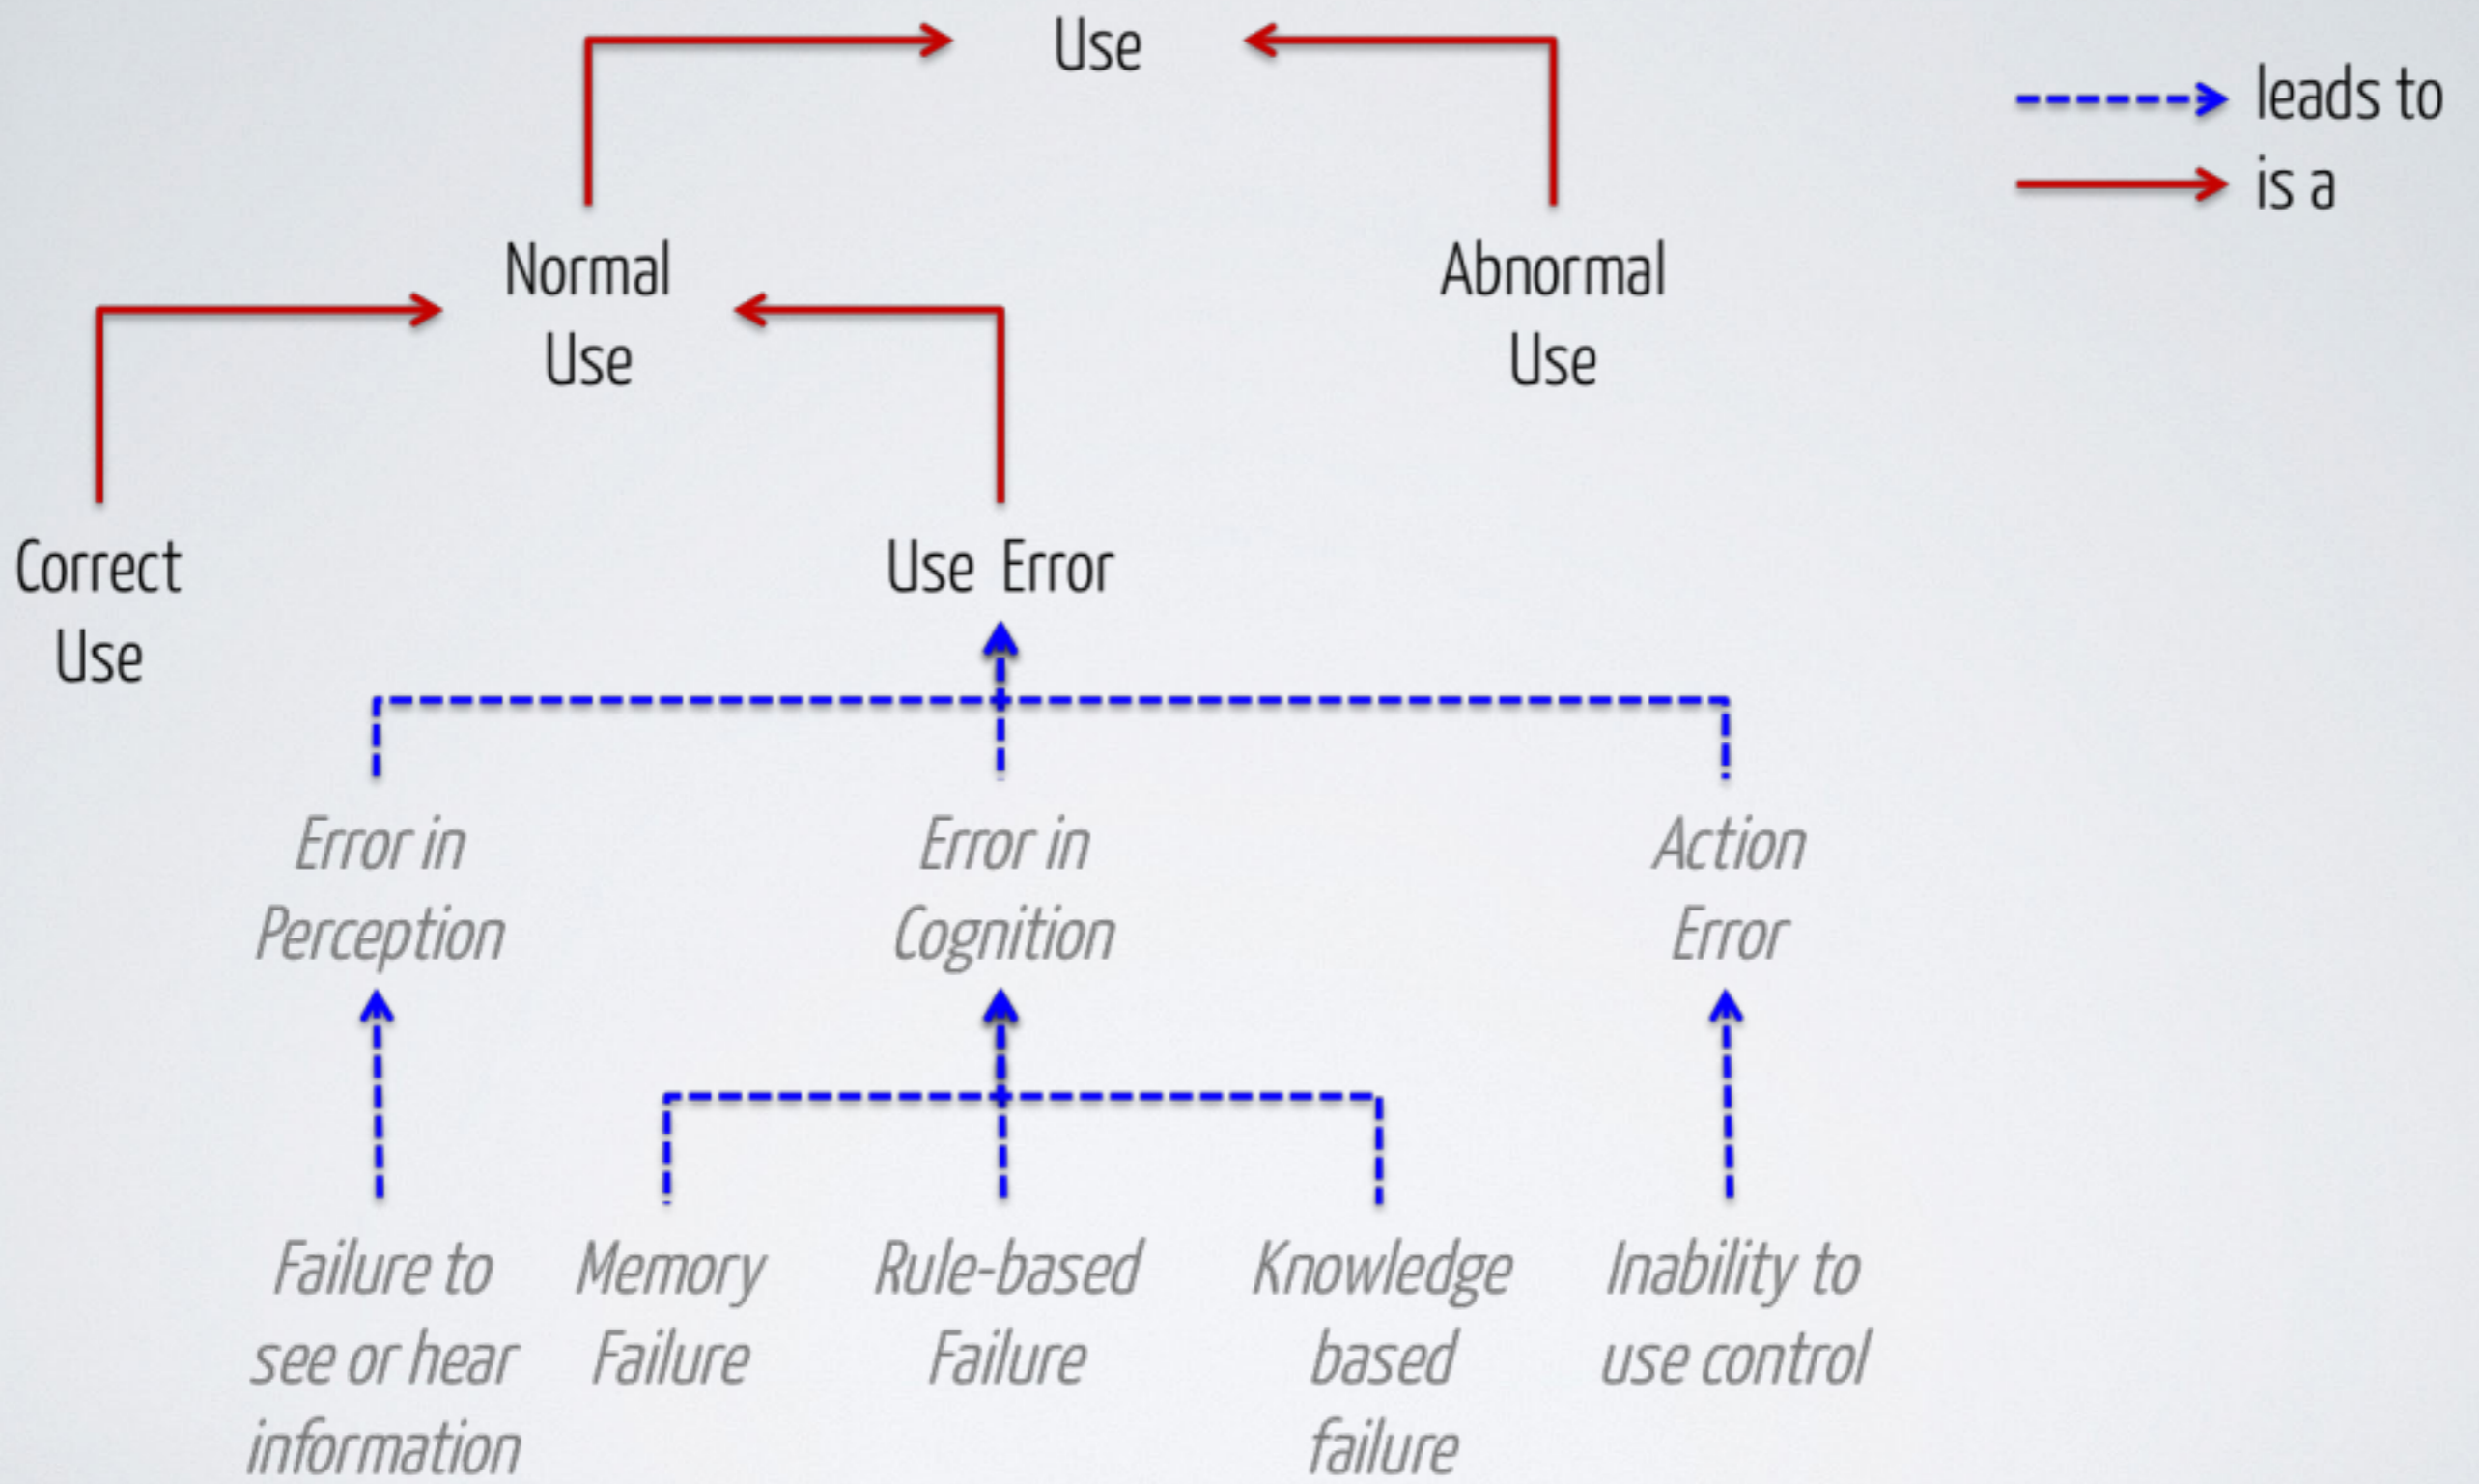 Use
leads to
is a
Normal
Use
Abnormal
Use
Correct
Use
Use Error
Error in
Perception
Error in
Cognition
Action
Error
Failure to
see or hear
information
Memory
Failure
Rule-based
Failure
Knowledge
based
failure
Inability to
use control